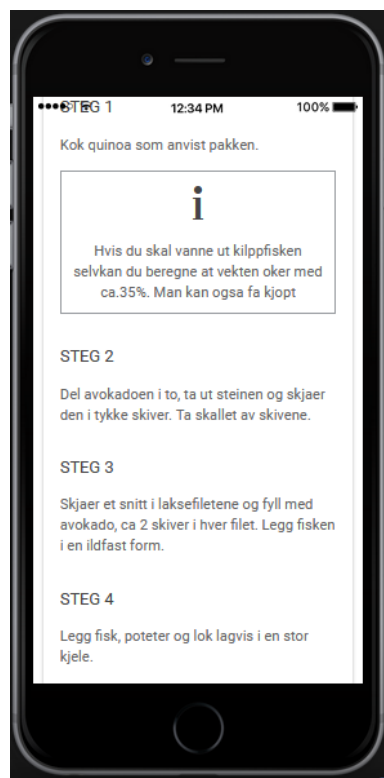 STEG 1
12:34 PM
100%
Kok quinoa som anvist pakken.
i
Hvis du skal vanne ut kilppfisken
selvkan du beregne at vekten oker med
ca.35%. Man kan ogsa fa kjopt
STEG 2
Del avokadoen i to, ta ut steinen og skjaer
den i tykke skiver. Ta skallet av skivene.
STEG 3
Skjaer et snitt i laksefiletene og fyll med
avokado, ca 2 skiver i hver filet. Legg fisken
i en ildfast form.
STEG 4
Legg fisk, poteter og lok lagvis i en stor
kjele.